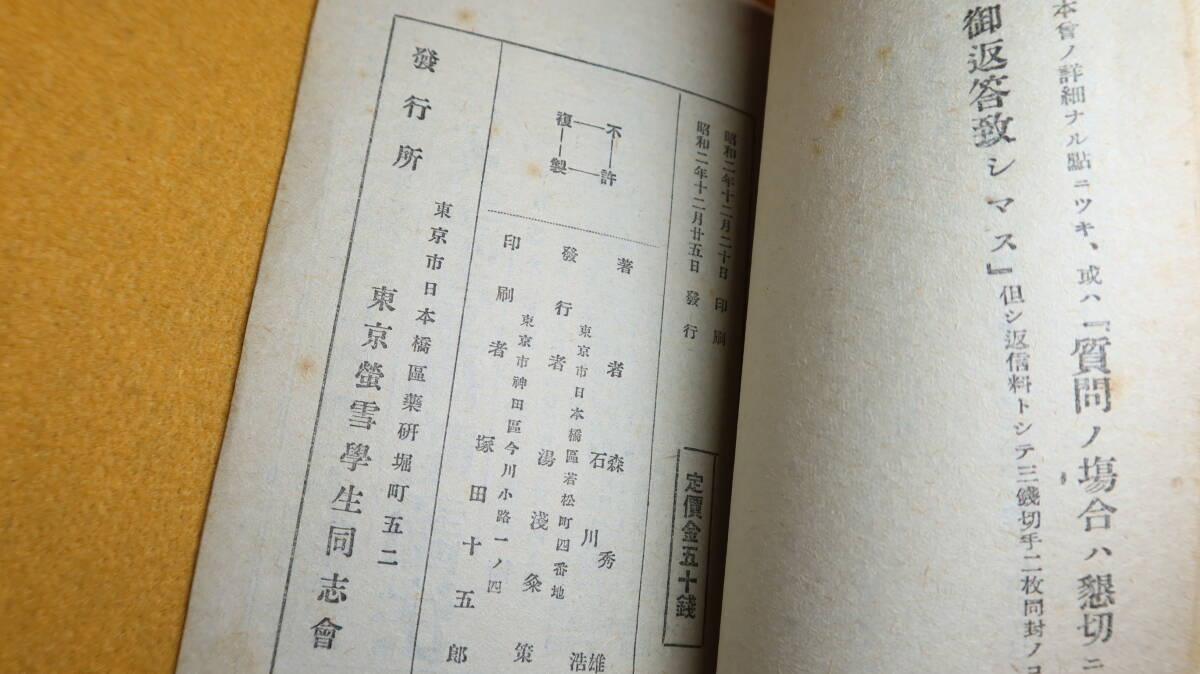 本會ノ詳細ナル點ニツキ、或ハ『質問ノ塲合ハ懇切ニ
御返答致シマス』但シ返信料トシテ三錢切手二枚同封ノコ
昭和二年十二月二十日印刷
昭和二年十二月廿五日發行
定價金五十錢
不許
複製
著者
森秀雄
石川浩
發行者
東京市日本橋區若松町四番地
湯淺粂策
印刷者
東京市神田區今川小路一ノ四
塚田十五郎
發行所
東京市日本橋區藥硏堀町五二
東京螢雪學生同志會